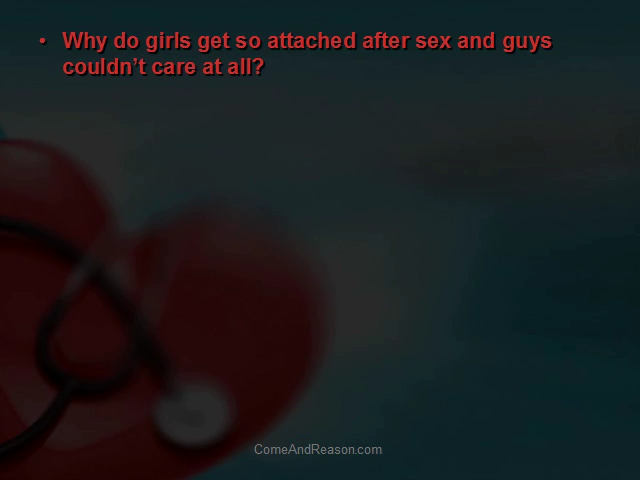 • Why do girls get so attached after sex and guys
couldn’t care at all?
ComeAndReason.com